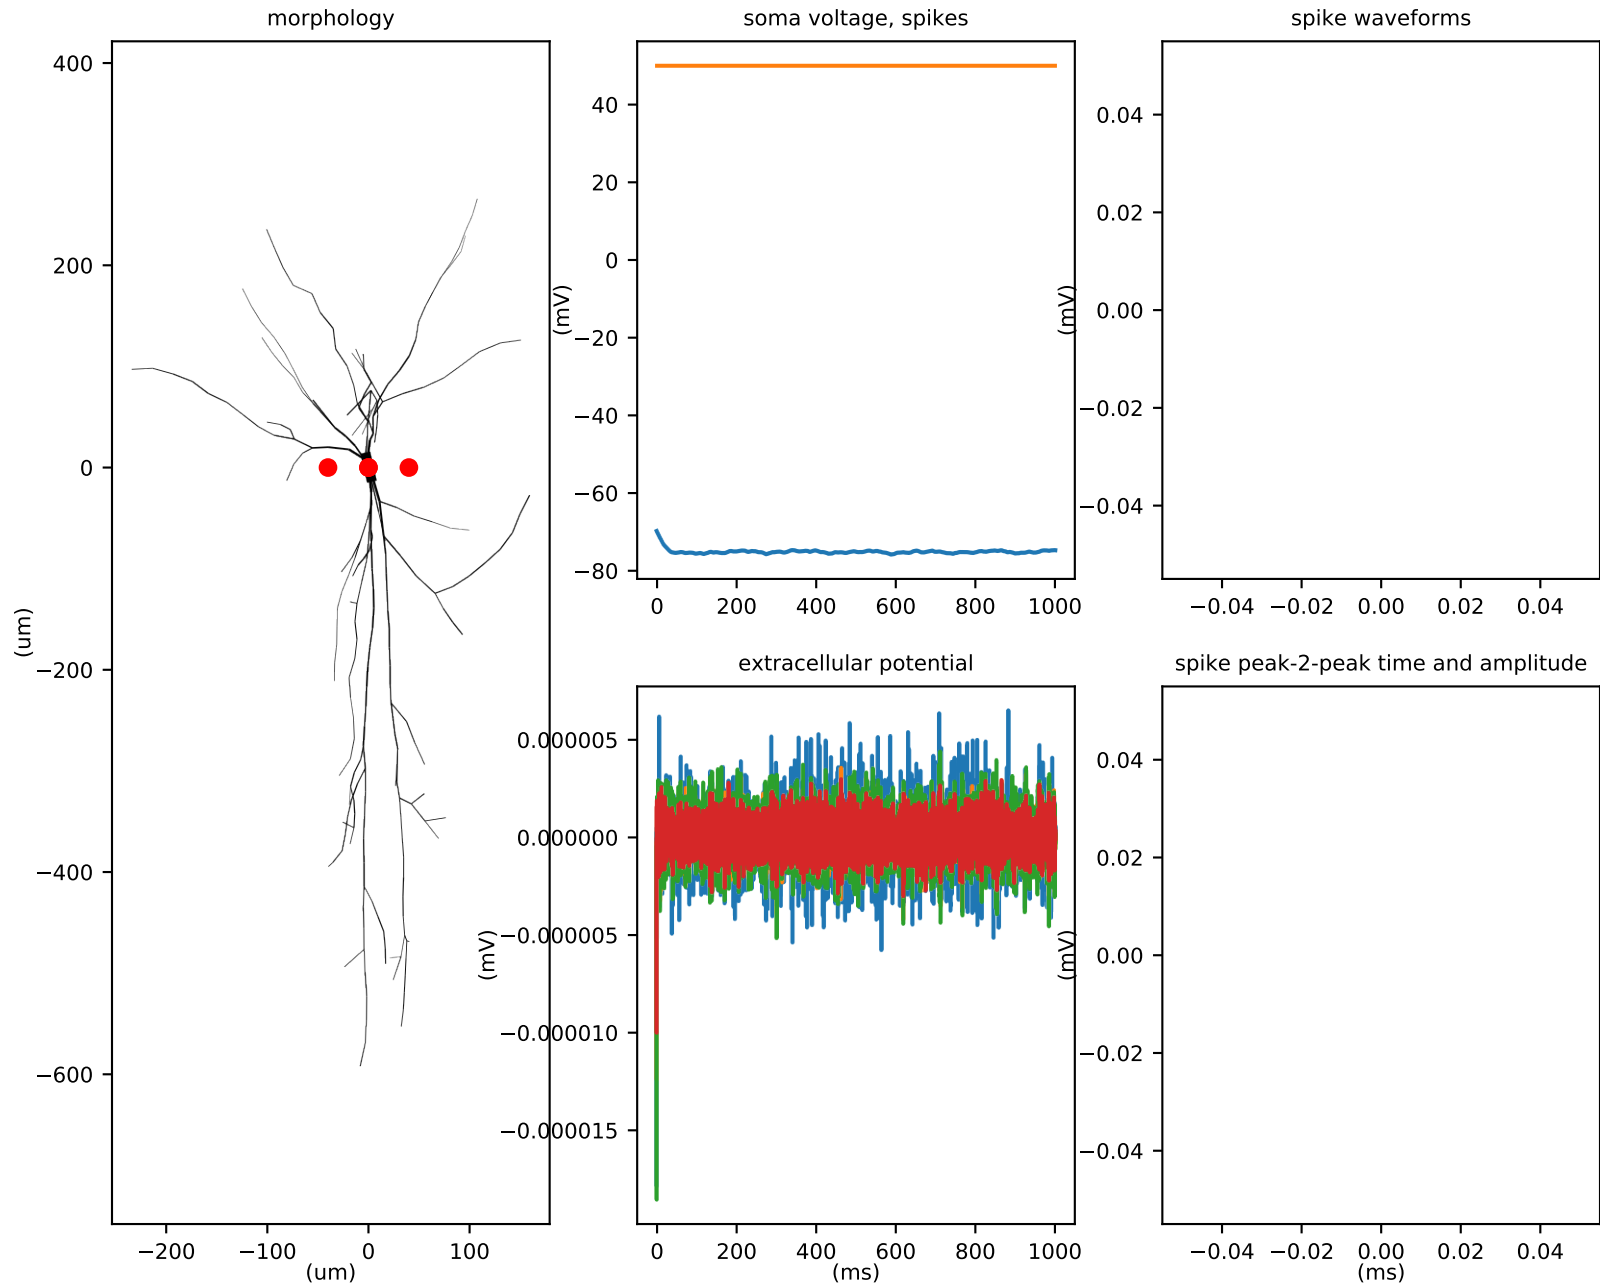 morphology
400
200
0
−200
−400
−600
(um)
−200 −100 0 100
(um)
soma voltage, spikes
40
20
0
−20
−40
−60
−80
(mV)
0 200 400 600 800 1000
spike waveforms
0.04
0.02
0.00
−0.02
−0.04
(mV)
−0.04 −0.02 0.00 0.02 0.04
extracellular potential
0.000005
0.000000
−0.000005
−0.000010
−0.000015
(mV)
0 200 400 600 800 1000
(ms)
spike peak-2-peak time and amplitude
0.04
0.02
0.00
−0.02
−0.04
(mV)
−0.04 −0.02 0.00 0.02 0.04
(ms)